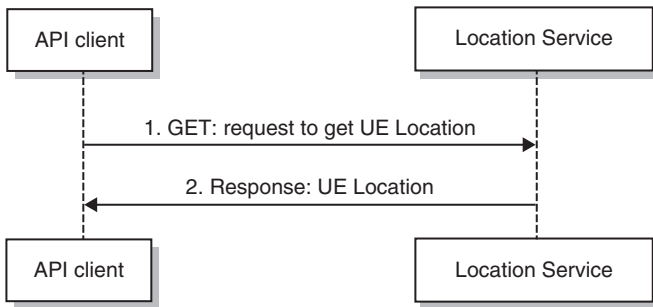 API client
Location Service
1. GET: request to get UE Location
2. Response: UE Location
API client
Location Service